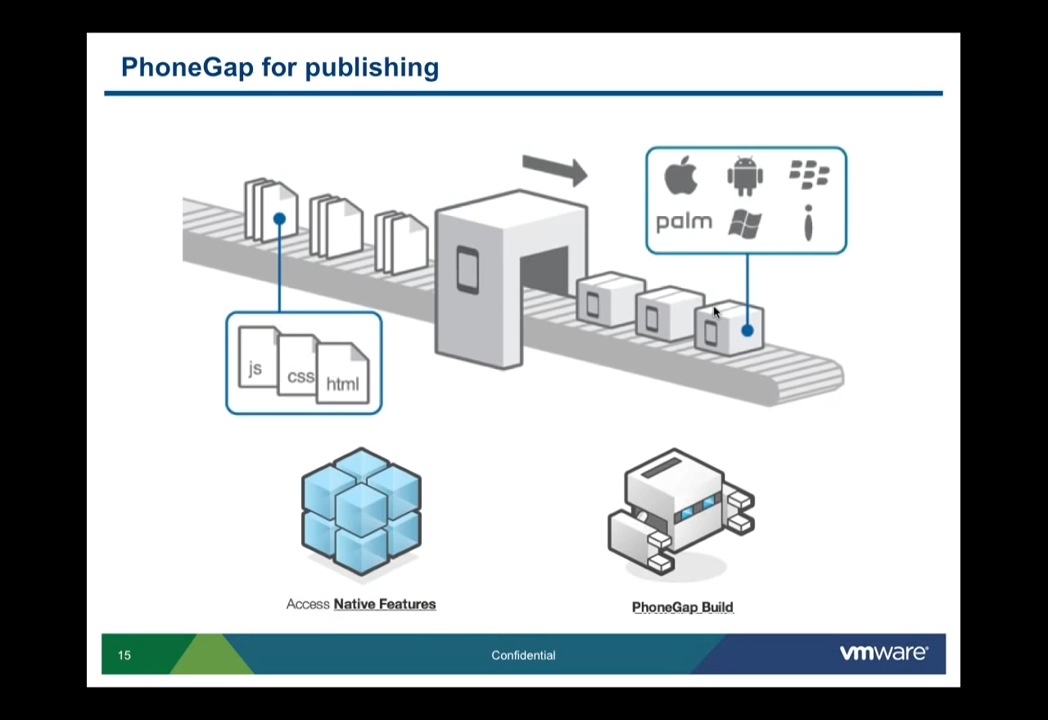 PhoneGap for publishing
palm
js
css
html
Access Native Features
PhoneGap Build
15
Confidential
vmware